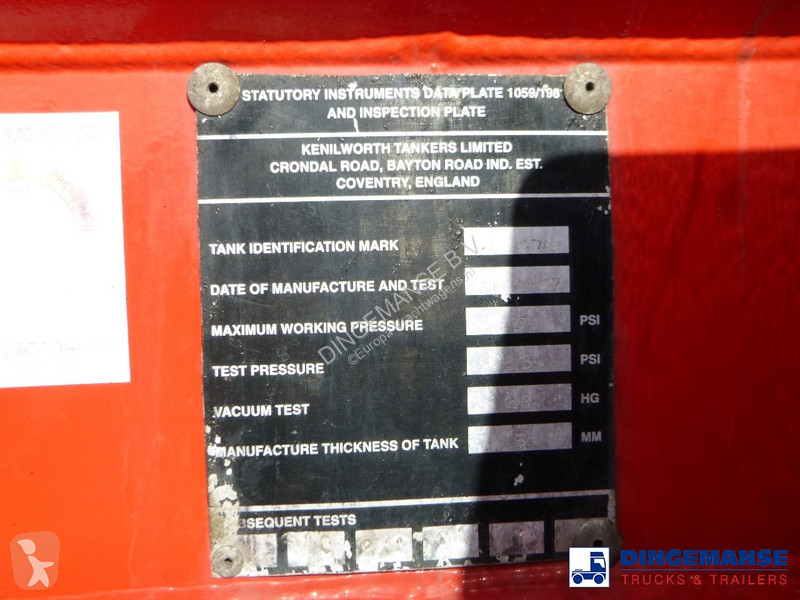 STATUTORY INSTRUMENTS DATA PLATE 1059/198
AND INSPECTION PLATE
KENILWORTH TANKERS LIMITED
CRONDAL ROAD, BAYTON ROAD IND. EST.
COVENTRY, ENGLAND
TANK IDENTIFICATION MARK
DATE OF MANUFACTURE AND TEST
MAXIMUM WORKING PRESSURE PSI
TEST PRESSURE PSI
VACUUM TEST HG
MANUFACTURE THICKNESS OF TANK MM
SEQUENT TESTS
DINGEMANSE B.V.
DINGEMANSE
TRUCKS & TRAILERS